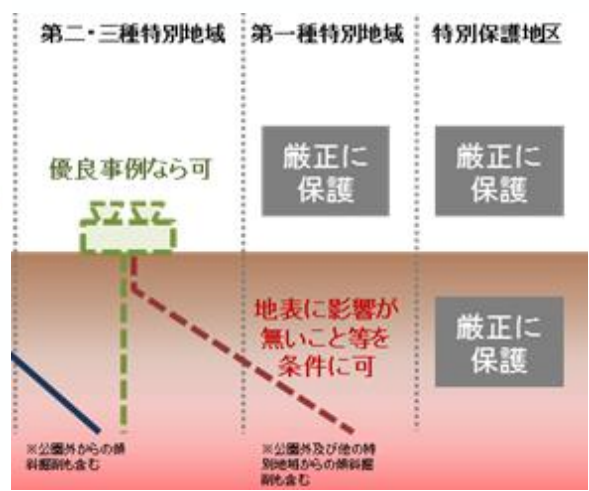 第二・三種特別地域
第一種特別地域
特別保護地区
優良事例なら可
厳正に
保護
厳正に
保護
地表に影響が
無いこと等を
条件に可
厳正に
保護
※公園外からの傾
斜掘削も含む
※公園外及び他の特
別地域からの傾斜掘
削も含む